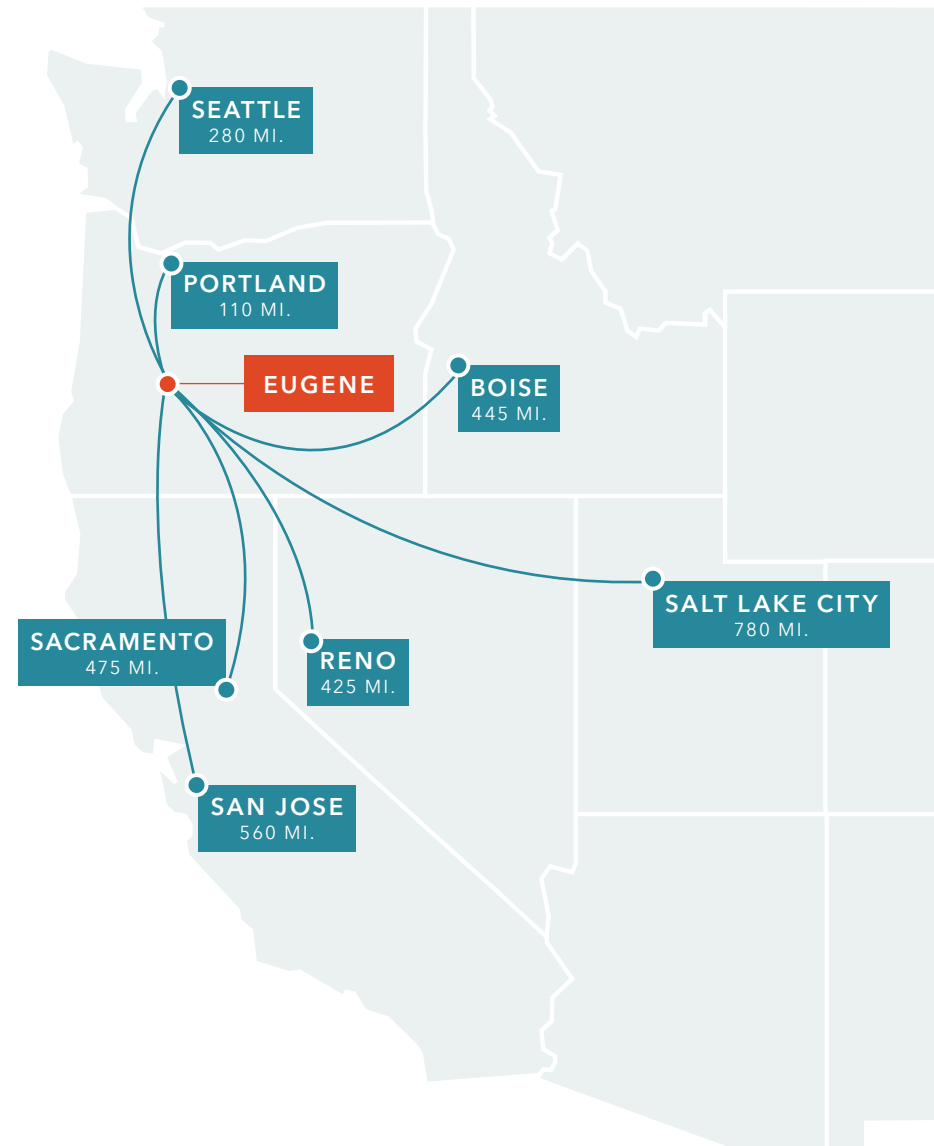 SEATTLE
280 MI.
PORTLAND
110 MI.
EUGENE
BOISE
445 MI.
SALT LAKE CITY
780 MI.
SACRAMENTO
475 MI.
RENO
425 MI.
SAN JOSE
560 MI.